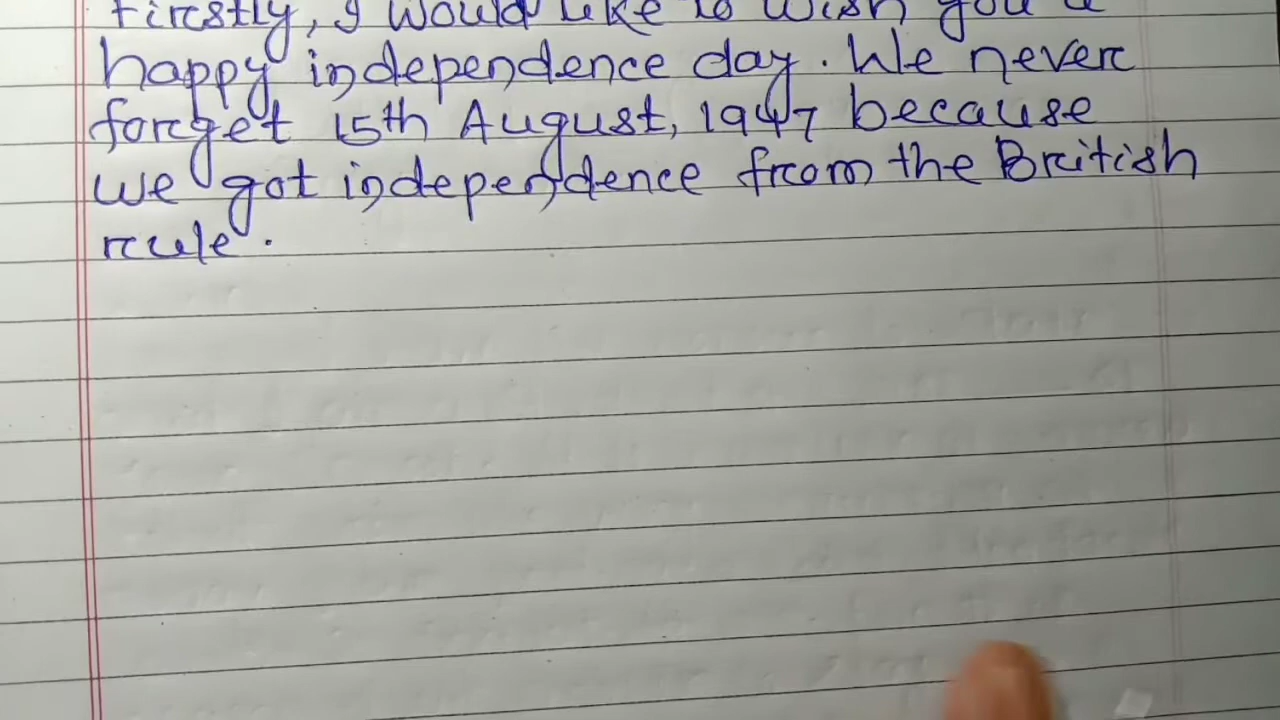 Firstly, I would like to wish you a
happy independence day. We never
forget 15th August, 1947 because
we got independence from the British
rule.